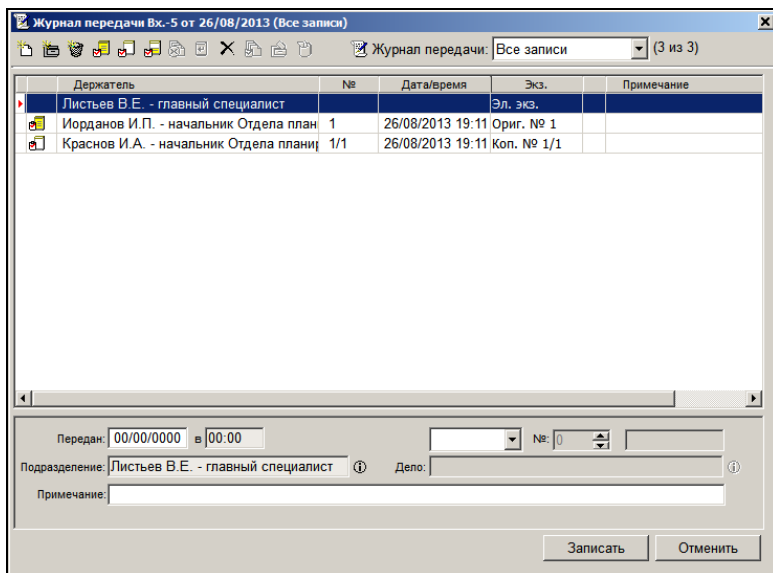 Журнал передачи Вх.-5 от 26/08/2013 (Все записи)
Журнал передачи: Все записи (3 из 3)
Держатель № Дата/время Экз. Примечание
Листьев В.Е. - главный специалист Эл. экз.
Иорданов И.П. - начальник Отдела план 1 26/08/2013 19:11 Ориг. № 1
Краснов И.А. - начальник Отдела планир 1/1 26/08/2013 19:11 Коп. № 1/1
Передан: 00/00/0000 в 00:00 №: 0
Подразделение: Листьев В.Е. - главный специалист Дело:
Примечание:
Записать Отменить